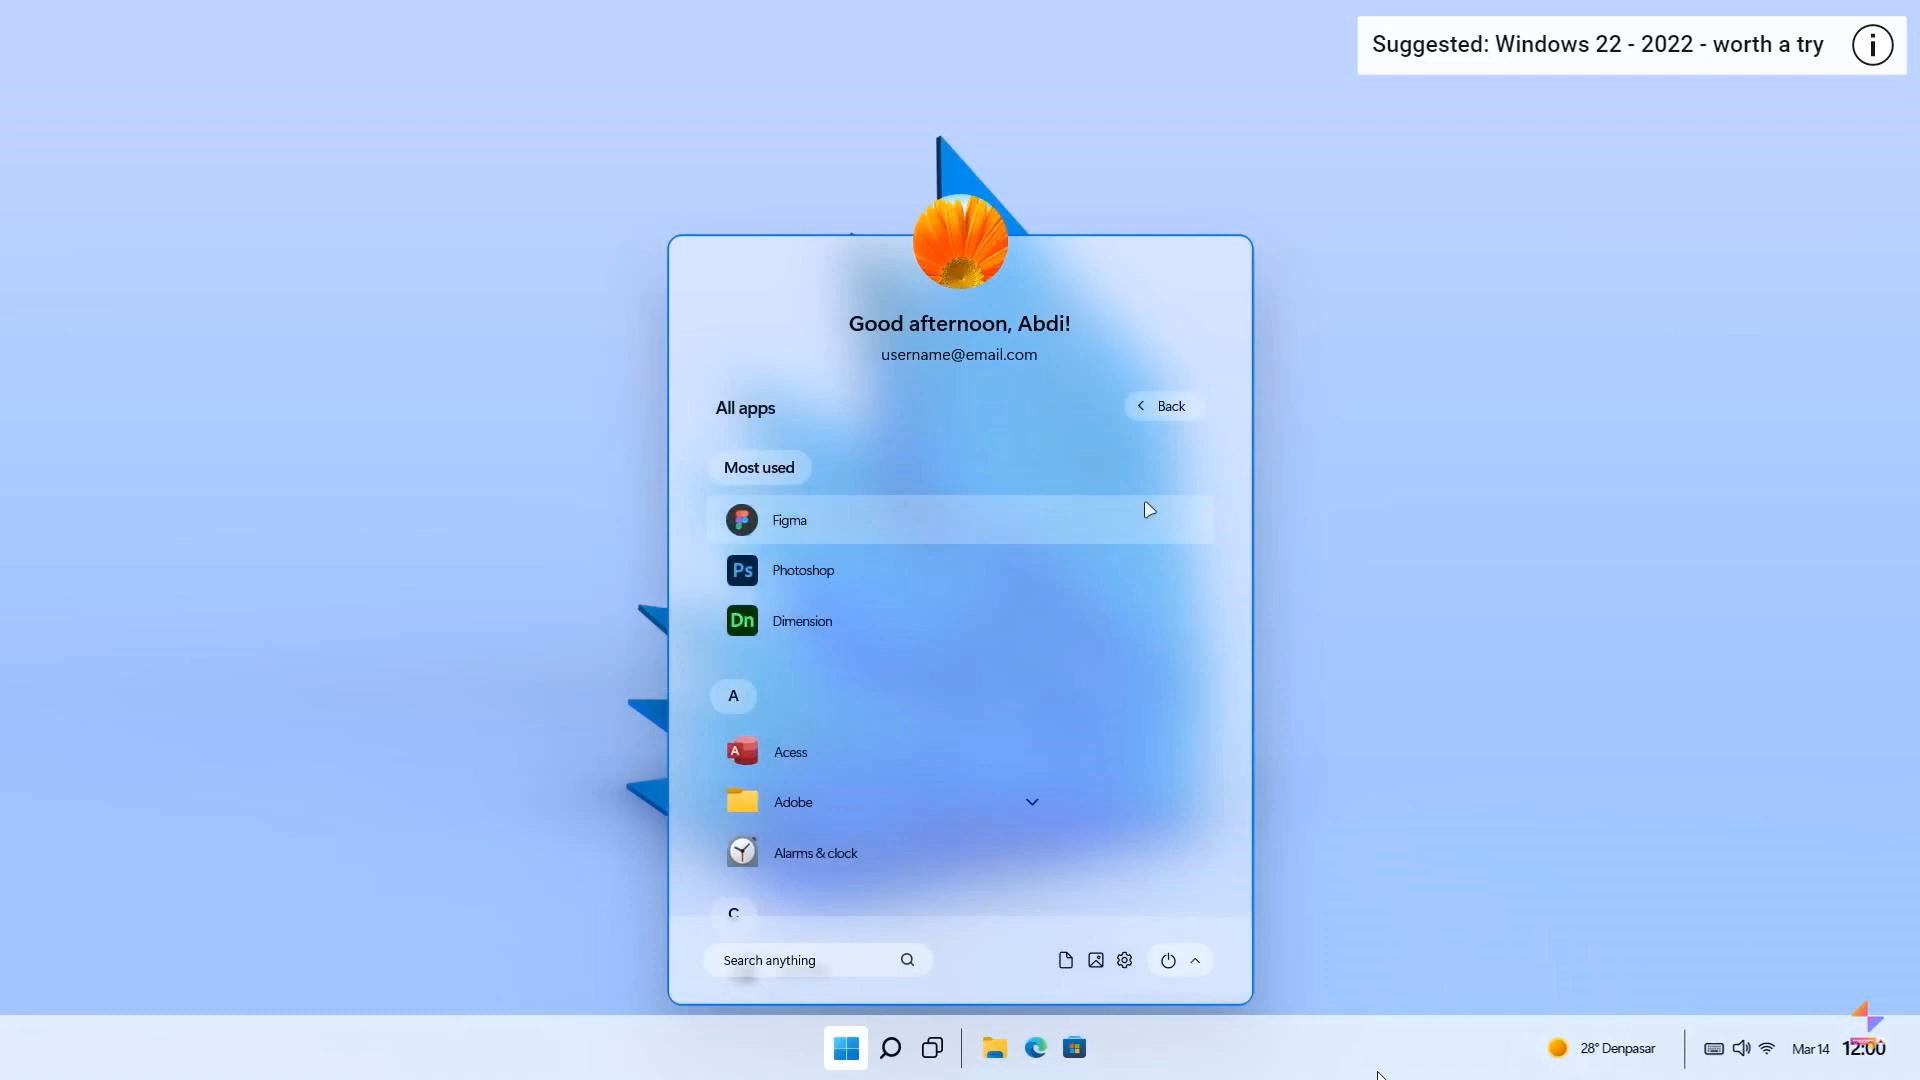 Suggested: Windows 22 - 2022 - worth a try
Good afternoon, Abdi!
username@email.com
All apps
Back
Most used
Figma
Ps Photoshop
Dn Dimension
A
A Acess
Adobe
Alarms & clock
C
Search anything
28° Denpasar
Mar 14
12:00